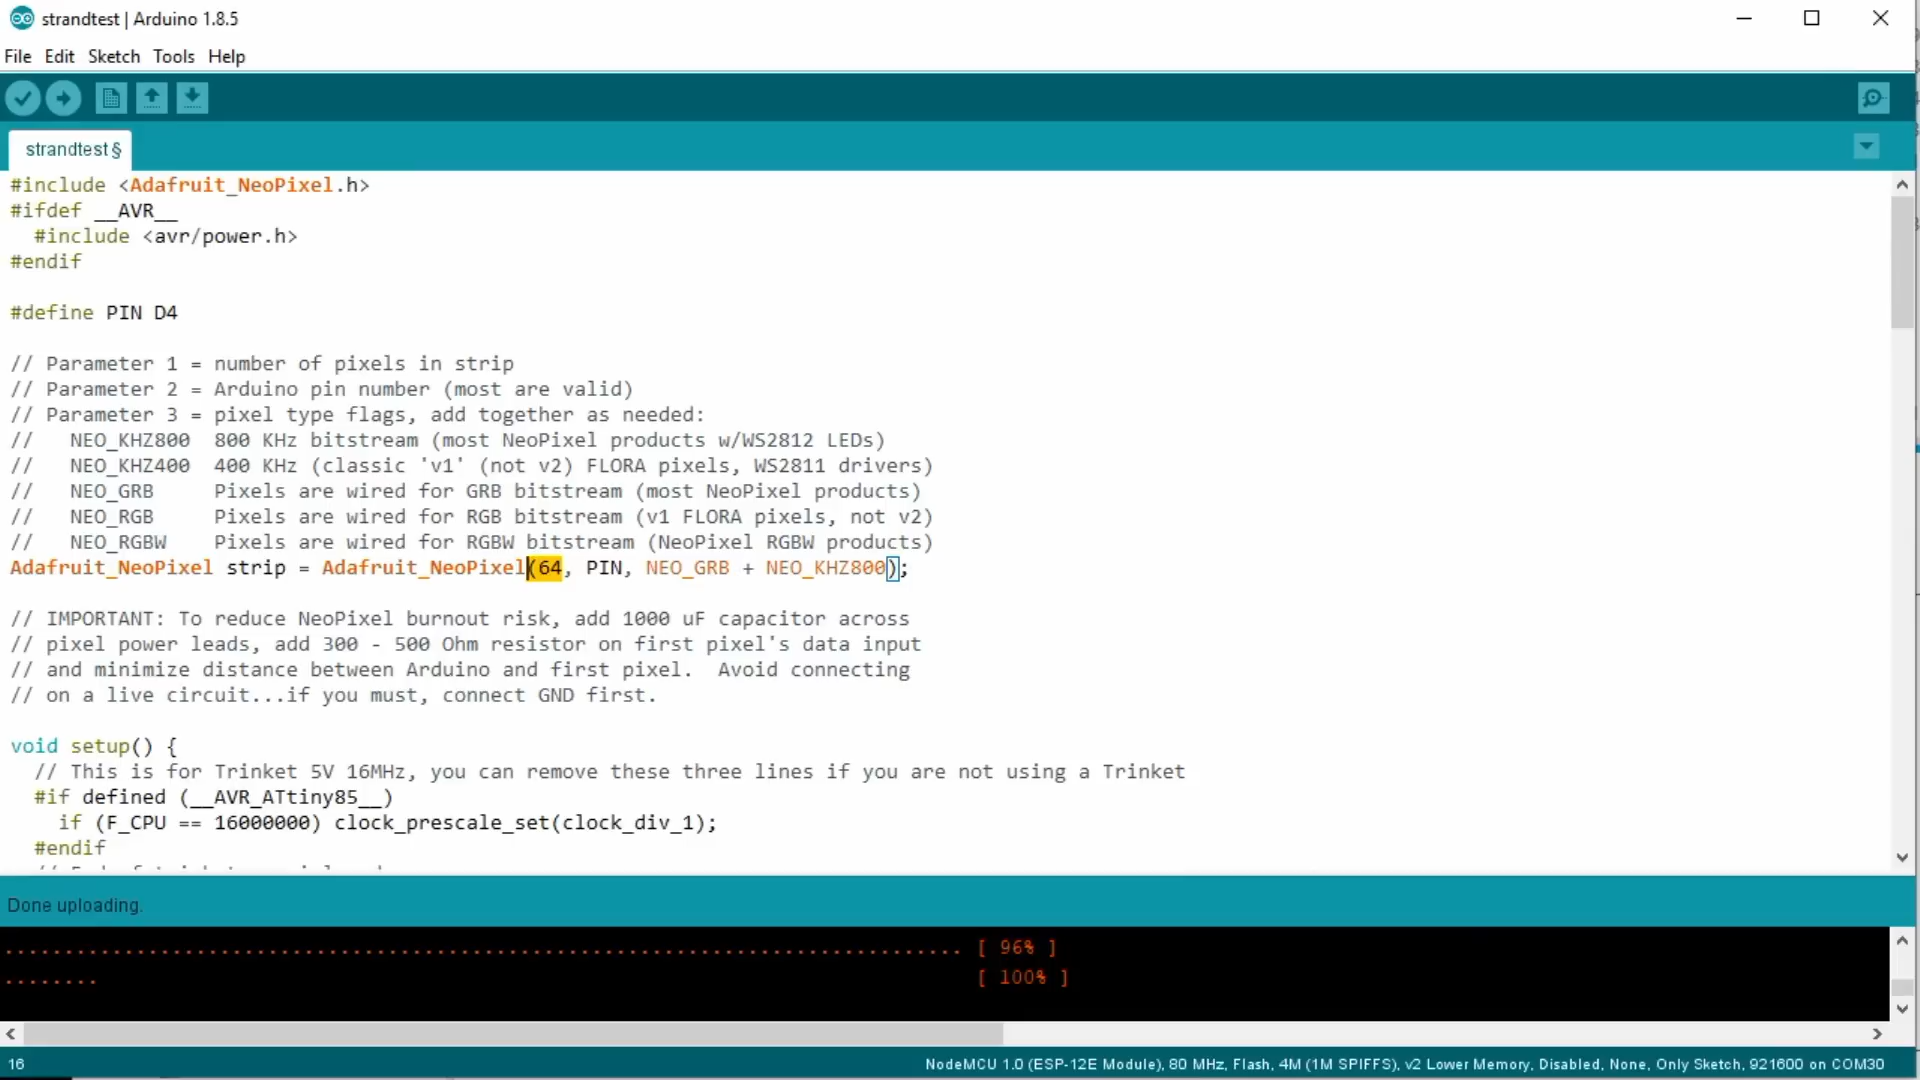 strandtest | Arduino 1.8.5
File Edit Sketch Tools Help
strandtest§
#include <Adafruit_NeoPixel.h>
#ifdef __AVR__
  #include <avr/power.h>
#endif
#define PIN D4
// Parameter 1 = number of pixels in strip
// Parameter 2 = Arduino pin number (most are valid)
// Parameter 3 = pixel type flags, add together as needed:
//   NEO_KHZ800  800 KHz bitstream (most NeoPixel products w/WS2812 LEDs)
//   NEO_KHZ400  400 KHz (classic 'v1' (not v2) FLORA pixels, WS2811 drivers)
//   NEO_GRB     Pixels are wired for GRB bitstream (most NeoPixel products)
//   NEO_RGB     Pixels are wired for RGB bitstream (v1 FLORA pixels, not v2)
//   NEO_RGBW    Pixels are wired for RGBW bitstream (NeoPixel RGBW products)
Adafruit_NeoPixel strip = Adafruit_NeoPixel(64, PIN, NEO_GRB + NEO_KHZ800);
// IMPORTANT: To reduce NeoPixel burnout risk, add 1000 uF capacitor across
// pixel power leads, add 300 - 500 Ohm resistor on first pixel's data input
// and minimize distance between Arduino and first pixel.  Avoid connecting
// on a live circuit...if you must, connect GND first.
void setup() {
  // This is for Trinket 5V 16MHz, you can remove these three lines if you are not using a Trinket
  #if defined (__AVR_ATtiny85__)
    if (F_CPU == 16000000) clock_prescale_set(clock_div_1);
  #endif
Done uploading.
................................................................................ [ 96% ]
........ [ 100% ]
16 NodeMCU 1.0 (ESP-12E Module), 80 MHz, Flash, 4M (1M SPIFFS), v2 Lower Memory, Disabled, None, Only Sketch, 921600 on COM30